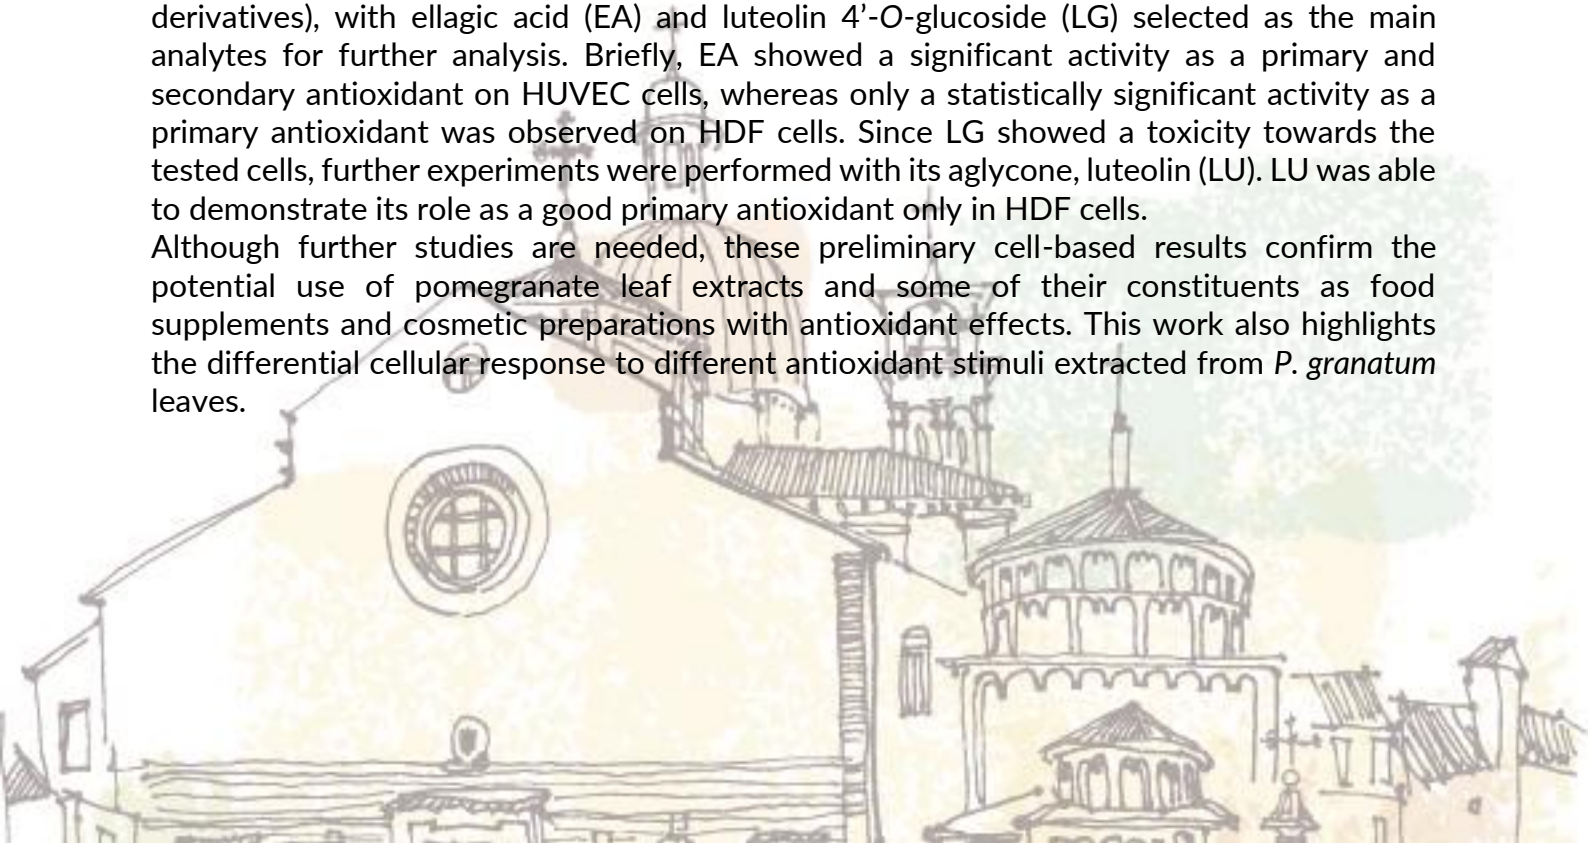 derivatives), with ellagic acid (EA) and luteolin 4’-O-glucoside (LG) selected as the main
analytes for further analysis. Briefly, EA showed a significant activity as a primary and
secondary antioxidant on HUVEC cells, whereas only a statistically significant activity as a
primary antioxidant was observed on HDF cells. Since LG showed a toxicity towards the
tested cells, further experiments were performed with its aglycone, luteolin (LU). LU was able
to demonstrate its role as a good primary antioxidant only in HDF cells.
Although further studies are needed, these preliminary cell-based results confirm the
potential use of pomegranate leaf extracts and some of their constituents as food
supplements and cosmetic preparations with antioxidant effects. This work also highlights
the differential cellular response to different antioxidant stimuli extracted from P. granatum
leaves.